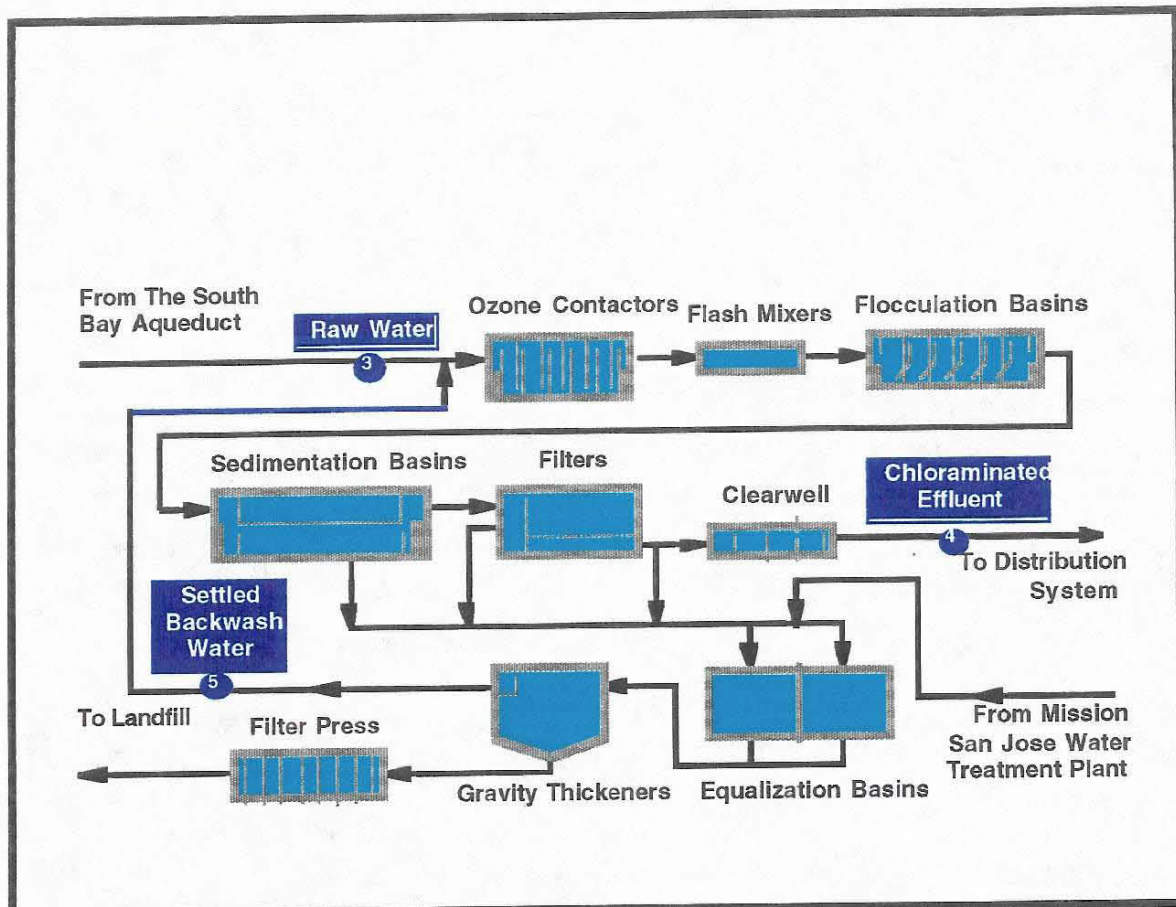 From The South
Bay Aqueduct
Raw Water
3
Ozone Contactors
Flash Mixers
Flocculation Basins
Sedimentation Basins
Filters
Clearwell
Chloraminated
Effluent
4
To Distribution
System
Settled
Backwash
Water
5
To Landfill
Filter Press
Gravity Thickeners
Equalization Basins
From Mission
San Jose Water
Treatment Plant